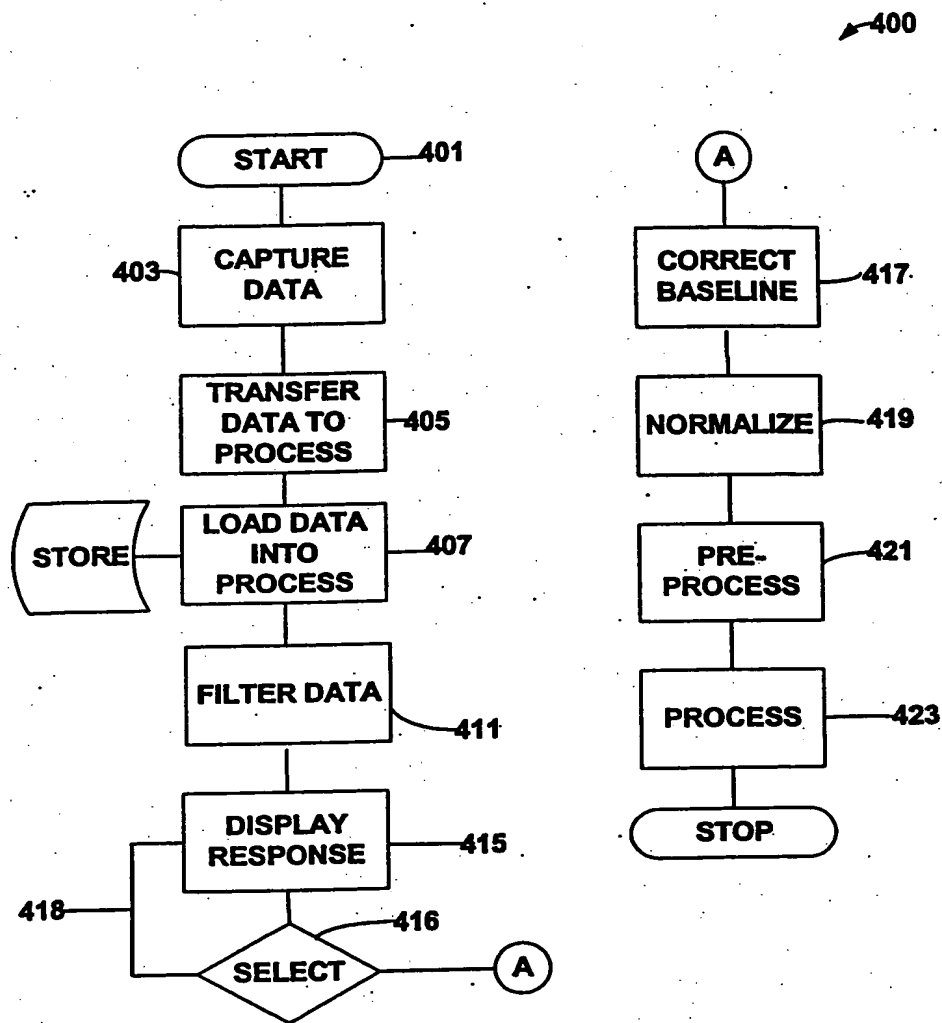 400
START
401
CAPTURE
DATA
403
TRANSFER
DATA TO
PROCESS
405
STORE
LOAD DATA
INTO
PROCESS
407
FILTER DATA
411
DISPLAY
RESPONSE
415
418
416
SELECT
A
A
CORRECT
BASELINE
417
NORMALIZE
419
PRE-
PROCESS
421
PROCESS
423
STOP